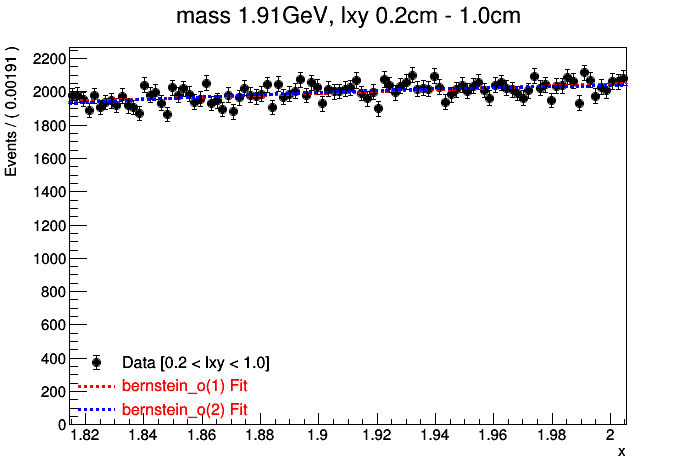 mass 1.91GeV, lxy 0.2cm - 1.0cm
Events / ( 0.00191 )
2200
2000
1800
1600
1400
1200
1000
800
600
400
200
0
Data [0.2 < lxy < 1.0]
bernstein_o(1) Fit
bernstein_o(2) Fit
1.82 1.84 1.86 1.88 1.9 1.92 1.94 1.96 1.98 2
x